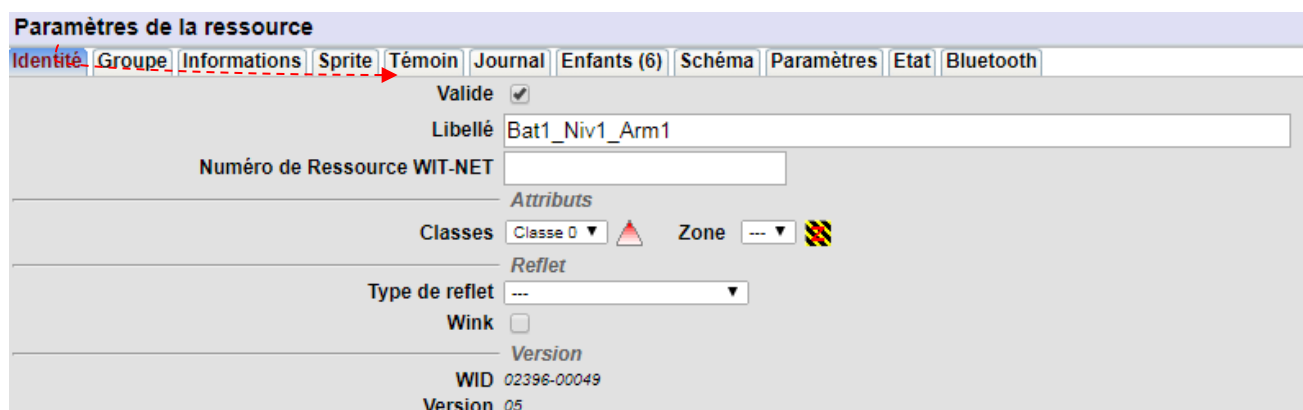 Paramètres de la ressource
Identité Groupe Informations Sprite Témoin Journal Enfants (6) Schéma Paramètres Etat Bluetooth
Valide
Libellé Bat1_Niv1_Arm1
Numéro de Ressource WIT-NET
Attributs
Classes Classe 0 Zone ---
Reflet
Type de reflet ---
Wink
Version
WID 02396-00049
Version 05